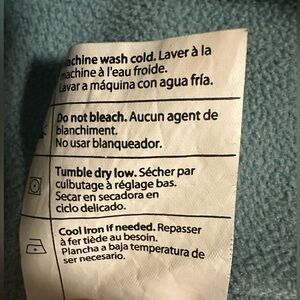 achine wash cold. Laver à la
machine à l'eau froide.
Lavar a máquina con agua fría.
Do not bleach. Aucun agent de
blanchiment.
No usar blanqueador.
Tumble dry low. Sécher par
culbutage à réglage bas.
Secar en secadora en
ciclo delicado.
Cool Iron if needed. Repasser
à fer tiède au besoin.
Plancha a baja temperatura de
ser necesario.